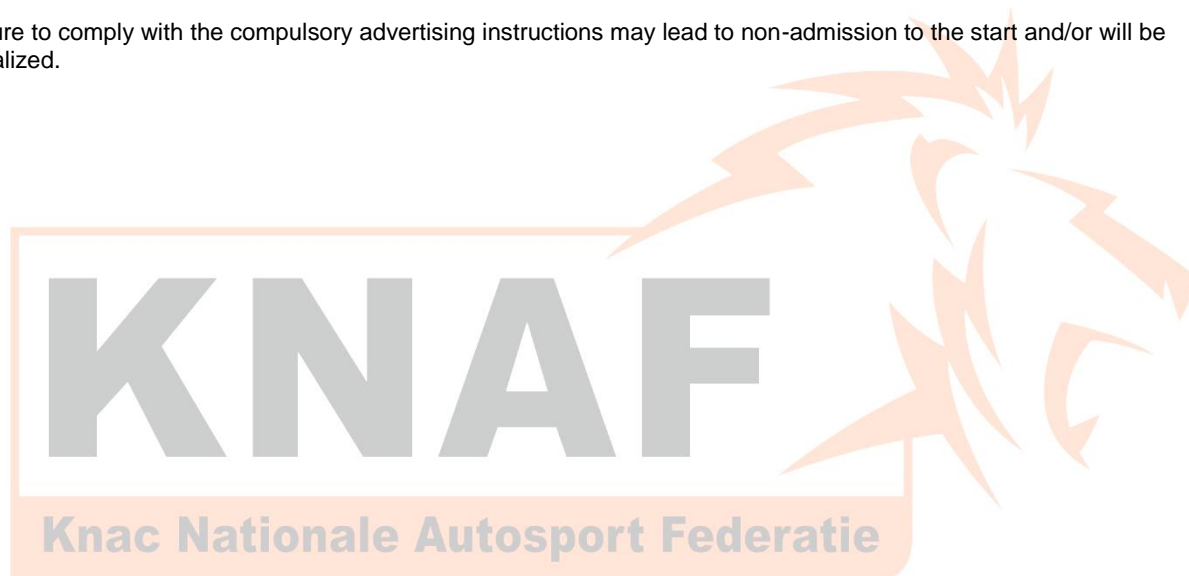 ure to comply with the compulsory advertising instructions may lead to non-admission to the start and/or will be
alized.
KNAF
Knac Nationale Autosport Federatie